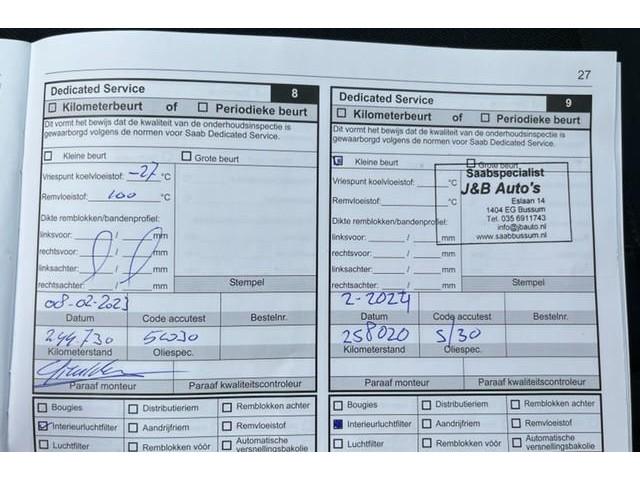 27
Dedicated Service 8
Kilometerbeurt of Periodieke beurt
Dit vormt het bewijs dat de kwaliteit van de onderhoudsinspectie is
gewaarborgd volgens de normen voor Saab Dedicated Service.
Kleine beurt Grote beurt
Vriespunt koelvloeistof: -27 °C
Remvloeistof: 100 °C
Dikte remblokken/bandenprofiel:
linksvoor: / mm
rechtsvoor: / mm
linksachter: / mm
rechtsachter: / mm
Stempel
08-02-2023
Datum Code accutest Bestelnr.
244.730 5W30
Kilometerstand Oliespec.
Paraaf monteur Paraaf kwaliteitscontroleur
Bougies Distributieriem Remblokken achter
Interieurluchtfilter Aandrijfriem Remvloeistof
Luchtfilter Remblokken vóór Automatische
versnellingsbak
Dedicated Service 9
Kilometerbeurt of Periodieke beurt
Dit vormt het bewijs dat de kwaliteit van de onderhoudsinspectie is
gewaarborgd volgens de normen voor Saab Dedicated Service.
Kleine beurt Grote beurt
Vriespunt koelvloeistof: °C
Remvloeistof: °C
Saabspecialist
J&B Auto's
Eslaan 14
1404 EG Bussum
Tel. 035 6911743
info@jbauto.nl
www.saabbussum.nl
Dikte remblokken/bandenprofiel:
linksvoor: / mm
rechtsvoor: / mm
linksachter: / mm
rechtsachter: / mm
Stempel
2-2024
Datum Code accutest Bestelnr.
258020 5/30
Kilometerstand Oliespec.
Paraaf monteur Paraaf kwaliteitscontroleur
Bougies Distributieriem Remblokken achter
Interieurluchtfilter Aandrijfriem Remvloeistof
Luchtfilter Remblokken vóór Automatische
versnellingsbakolie